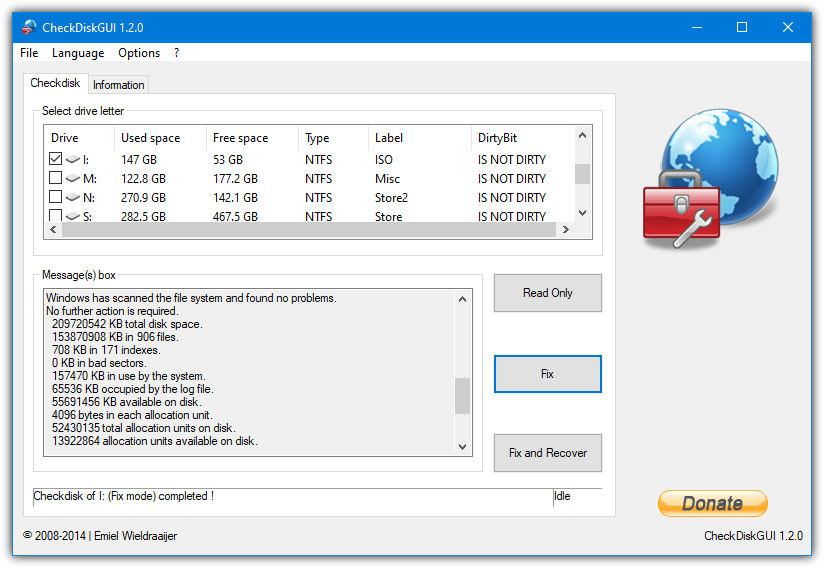 CheckDiskGUI 1.2.0
File Language Options ?
Checkdisk Information
Select drive letter
Drive Used space Free space Type Label DirtyBit
I: 147 GB 53 GB NTFS ISO IS NOT DIRTY
M: 122.8 GB 177.2 GB NTFS Misc IS NOT DIRTY
N: 270.9 GB 142.1 GB NTFS Store2 IS NOT DIRTY
S: 282.5 GB 467.5 GB NTFS Store IS NOT DIRTY
Message(s) box
Windows has scanned the file system and found no problems.
No further action is required.
209720542 KB total disk space.
153870908 KB in 906 files.
708 KB in 171 indexes.
0 KB in bad sectors.
157470 KB in use by the system.
65536 KB occupied by the log file.
55691456 KB available on disk.
4096 bytes in each allocation unit.
52430135 total allocation units on disk.
13922864 allocation units available on disk.
Read Only
Fix
Fix and Recover
Checkdisk of I: (Fix mode) completed ! Idle
Donate
© 2008-2014 | Emiel Wieldraaijer CheckDiskGUI 1.2.0